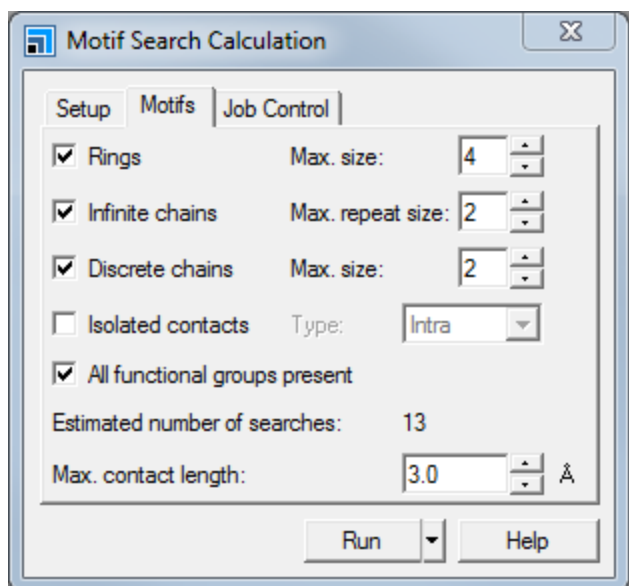 Motif Search Calculation
Setup Motifs Job Control
Rings Max. size: 4
Infinite chains Max. repeat size: 2
Discrete chains Max. size: 2
Isolated contacts Type: Intra
All functional groups present
Estimated number of searches: 13
Max. contact length: 3.0 Å
Run Help